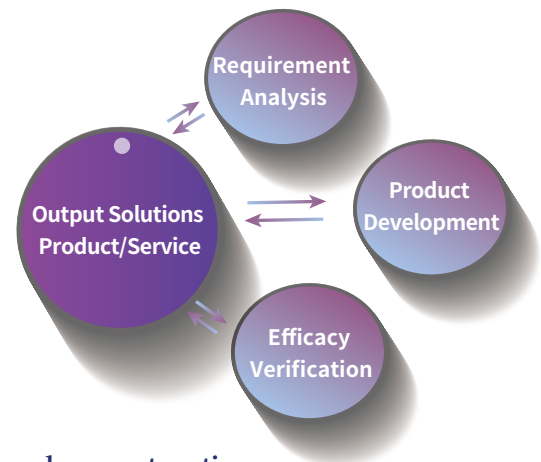 Requirement
Analysis
Output Solutions
Product/Service
Product
Development
Efficacy
Verification